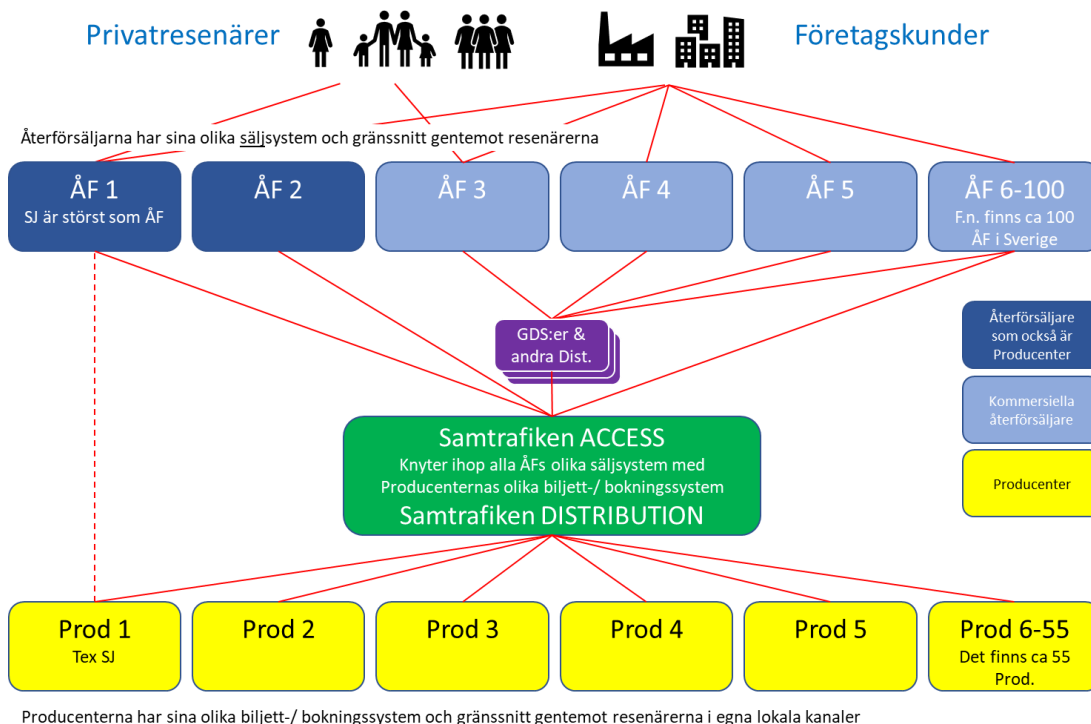 Privatresenärer
Företagskunder
Återförsäljarna har sina olika säljsystem och gränssnitt gentemot resenärerna
ÅF 1
SJ är störst som ÅF
ÅF 2
ÅF 3
ÅF 4
ÅF 5
ÅF 6-100
F.n. finns ca 100
ÅF i Sverige
GDS:er &
andra Dist.
Återförsäljare
som också är
Producenter
Kommersiella
återförsäljare
Producenter
Samtrafiken ACCESS
Knyter ihop alla ÅFs olika säljsystem med
Producenternas olika biljett-/ bokningssystem
Samtrafiken DISTRIBUTION
Prod 1
Tex SJ
Prod 2
Prod 3
Prod 4
Prod 5
Prod 6-55
Det finns ca 55
Prod.
Producenterna har sina olika biljett-/ bokningssystem och gränssnitt gentemot resenärerna i egna lokala kanaler